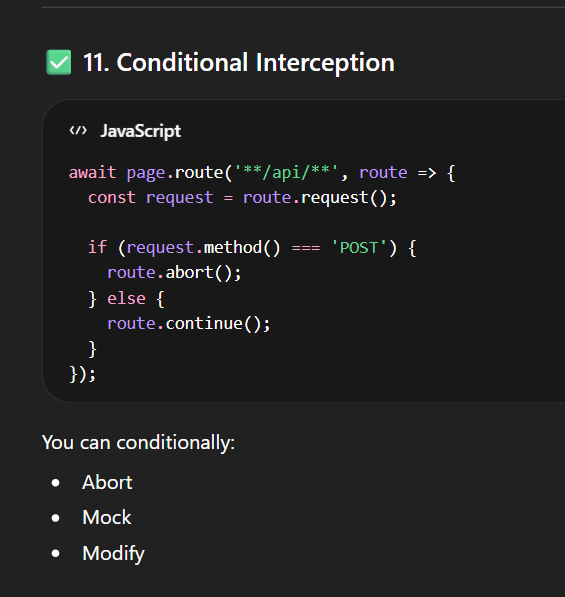 ✅ 11. Conditional Interception
</> JavaScript
await page.route('**/api/**', route => {
  const request = route.request();

  if (request.method() === 'POST') {
    route.abort();
  } else {
    route.continue();
  }
});
You can conditionally:
• Abort
• Mock
• Modify